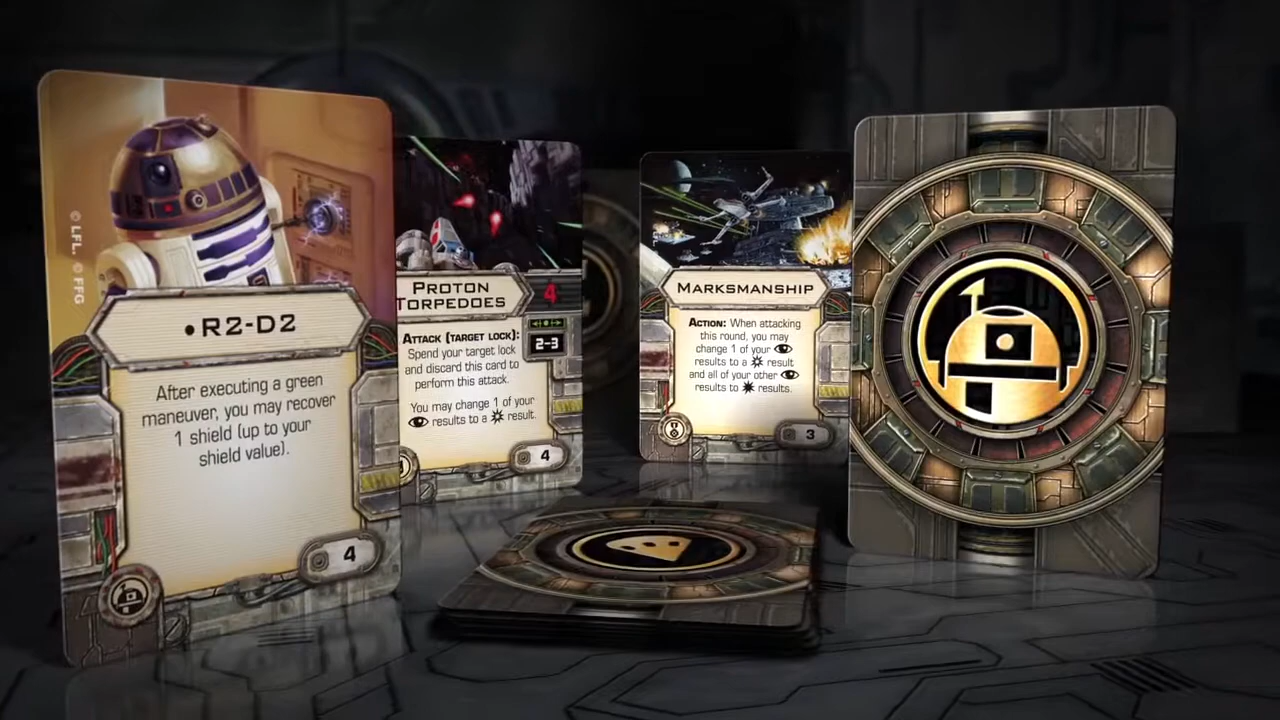 © LFL. © FFG
•R2-D2
After executing a green
maneuver, you may recover
1 shield (up to your
shield value).
4
PROTON
TORPEDOES
4
ATTACK (TARGET LOCK):
2-3
Spend your target lock
and discard this card to
perform this attack.
You may change 1 of your
results to a result.
4
MARKSMANSHIP
ACTION: When attacking
this round, you may
change 1 of your
results to a result
and all of your other
results to results.
3